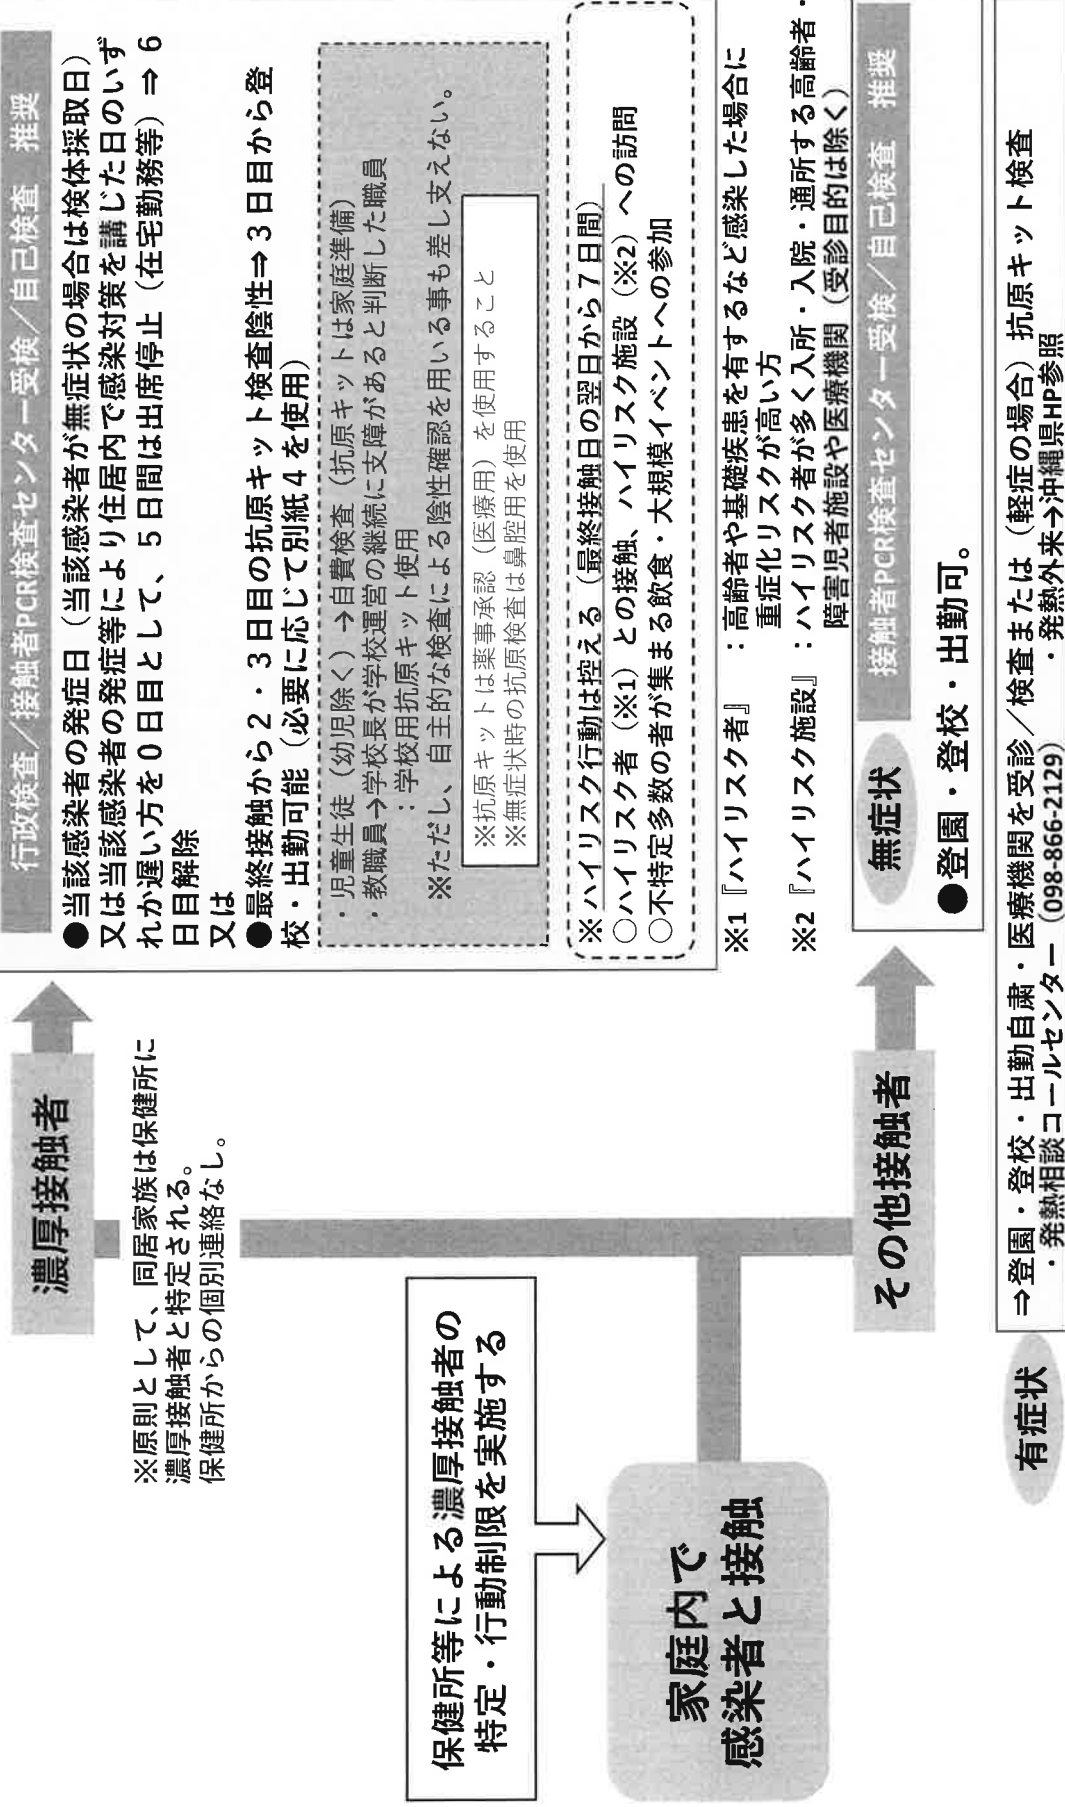 家庭内で
感染者と接触
保健所等による濃厚接触者の
特定・行動制限を実施する
濃厚接触者
※原則として、同居家族は保健所に
濃厚接触者と特定される。
保健所からの個別連絡なし。
行政検査／接触者PCR検査センター受検／自己検査　推奨
●当該感染者の発症日（当該感染者が無症状の場合は検体採取日）
又は当該感染者の発症等により住居内で感染対策を講じた日のいず
れか遅い方を０日目として、５日間は出席停止（在宅勤務等）⇒６
日目解除
又は
●最終接触から２・３日目の抗原キット検査陰性⇒３日目から登
校・出勤可能（必要に応じて別紙４を使用）
・児童生徒（幼児除く）→自費検査（抗原キットは家庭準備）
・教職員→学校長が学校運営の継続に支障があると判断した職員
：学校用抗原キット使用
※ただし、自主的な検査による陰性確認を用いる事も差し支えない。
※抗原キットは薬事承認（医療用）を使用すること
※無症状時の抗原検査は鼻腔用を使用
※ハイリスク行動は控える（最終接触日の翌日から７日間）
○ハイリスク者（※1）との接触、ハイリスク施設（※2）への訪問
○不特定多数の者が集まる飲食・大規模イベントへの参加
※1『ハイリスク者』　：高齢者や基礎疾患を有するなど感染した場合に
重症化リスクが高い方
※2『ハイリスク施設』：ハイリスク者が多く入所・入院・通所する高齢者・
障害児者施設や医療機関（受診目的は除く）
その他接触者
無症状
接触者PCR検査センター受検／自己検査　推奨
●登園・登校・出勤可。
有症状
⇒登園・登校・出勤自粛・医療機関を受診／検査または（軽症の場合）抗原キット検査
・発熱相談コールセンター（098-866-2129）　・発熱外来→沖縄県HP参照